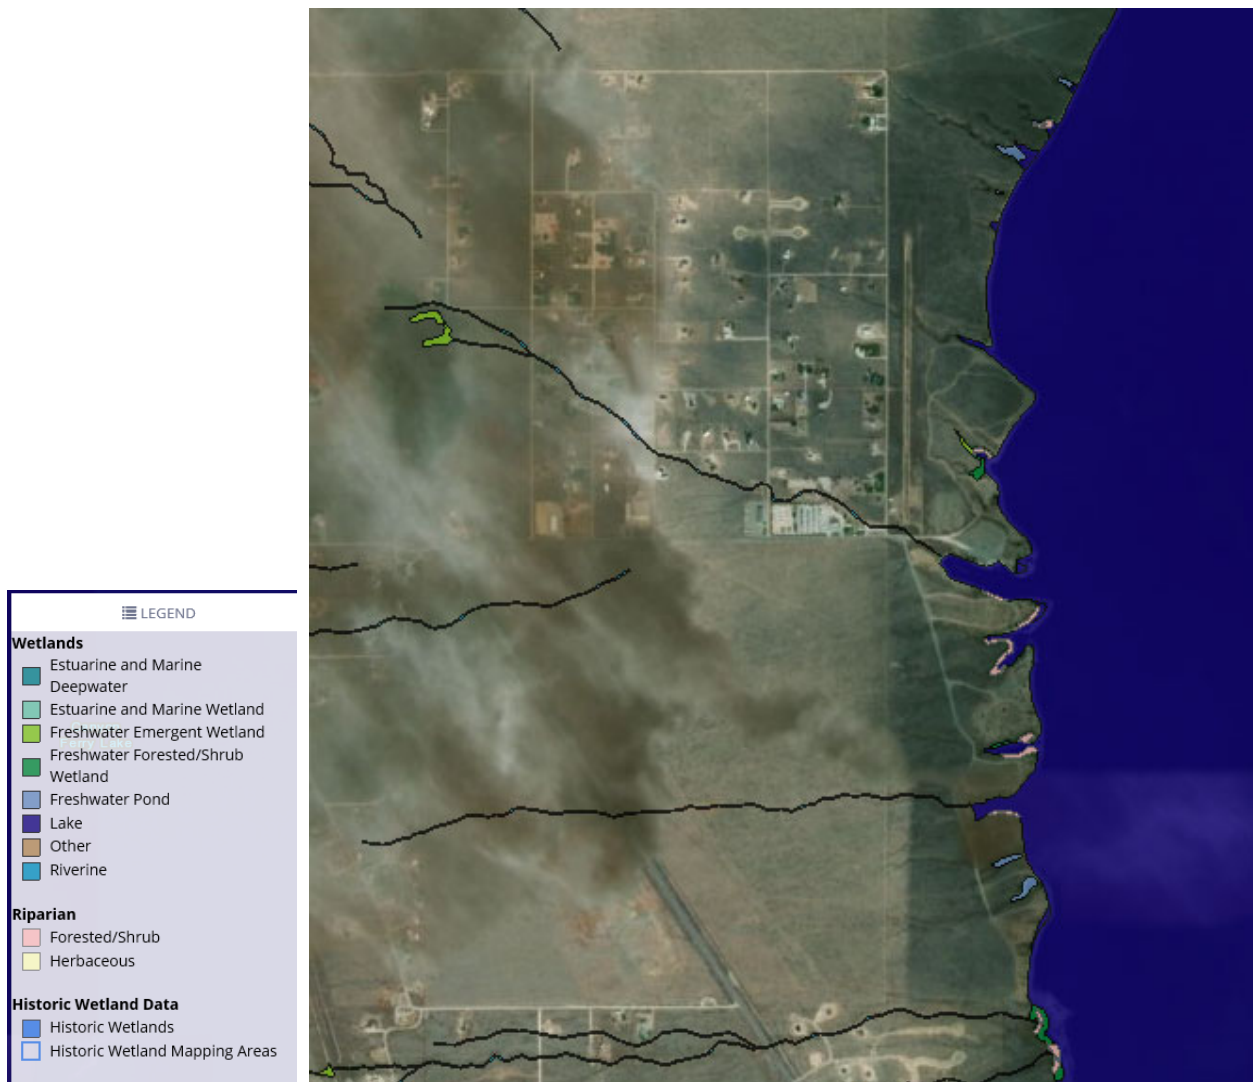 LEGEND
Wetlands
Estuarine and Marine
Deepwater
Estuarine and Marine Wetland
Freshwater Emergent Wetland
Freshwater Forested/Shrub
Wetland
Freshwater Pond
Lake
Other
Riverine
Riparian
Forested/Shrub
Herbaceous
Historic Wetland Data
Historic Wetlands
Historic Wetland Mapping Areas